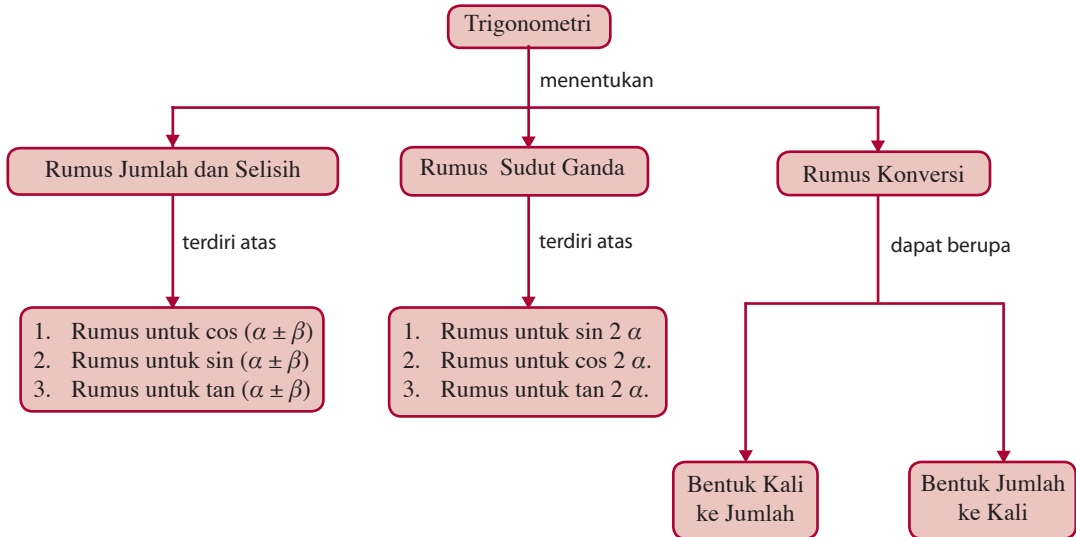 Trigonometri
menentukan
Rumus Jumlah dan Selisih
Rumus Sudut Ganda
Rumus Konversi
terdiri atas
terdiri atas
dapat berupa
1. Rumus untuk cos (α ± β)
2. Rumus untuk sin (α ± β)
3. Rumus untuk tan (α ± β)
1. Rumus untuk sin 2 α
2. Rumus untuk cos 2 α.
3. Rumus untuk tan 2 α.
Bentuk Kali
ke Jumlah
Bentuk Jumlah
ke Kali